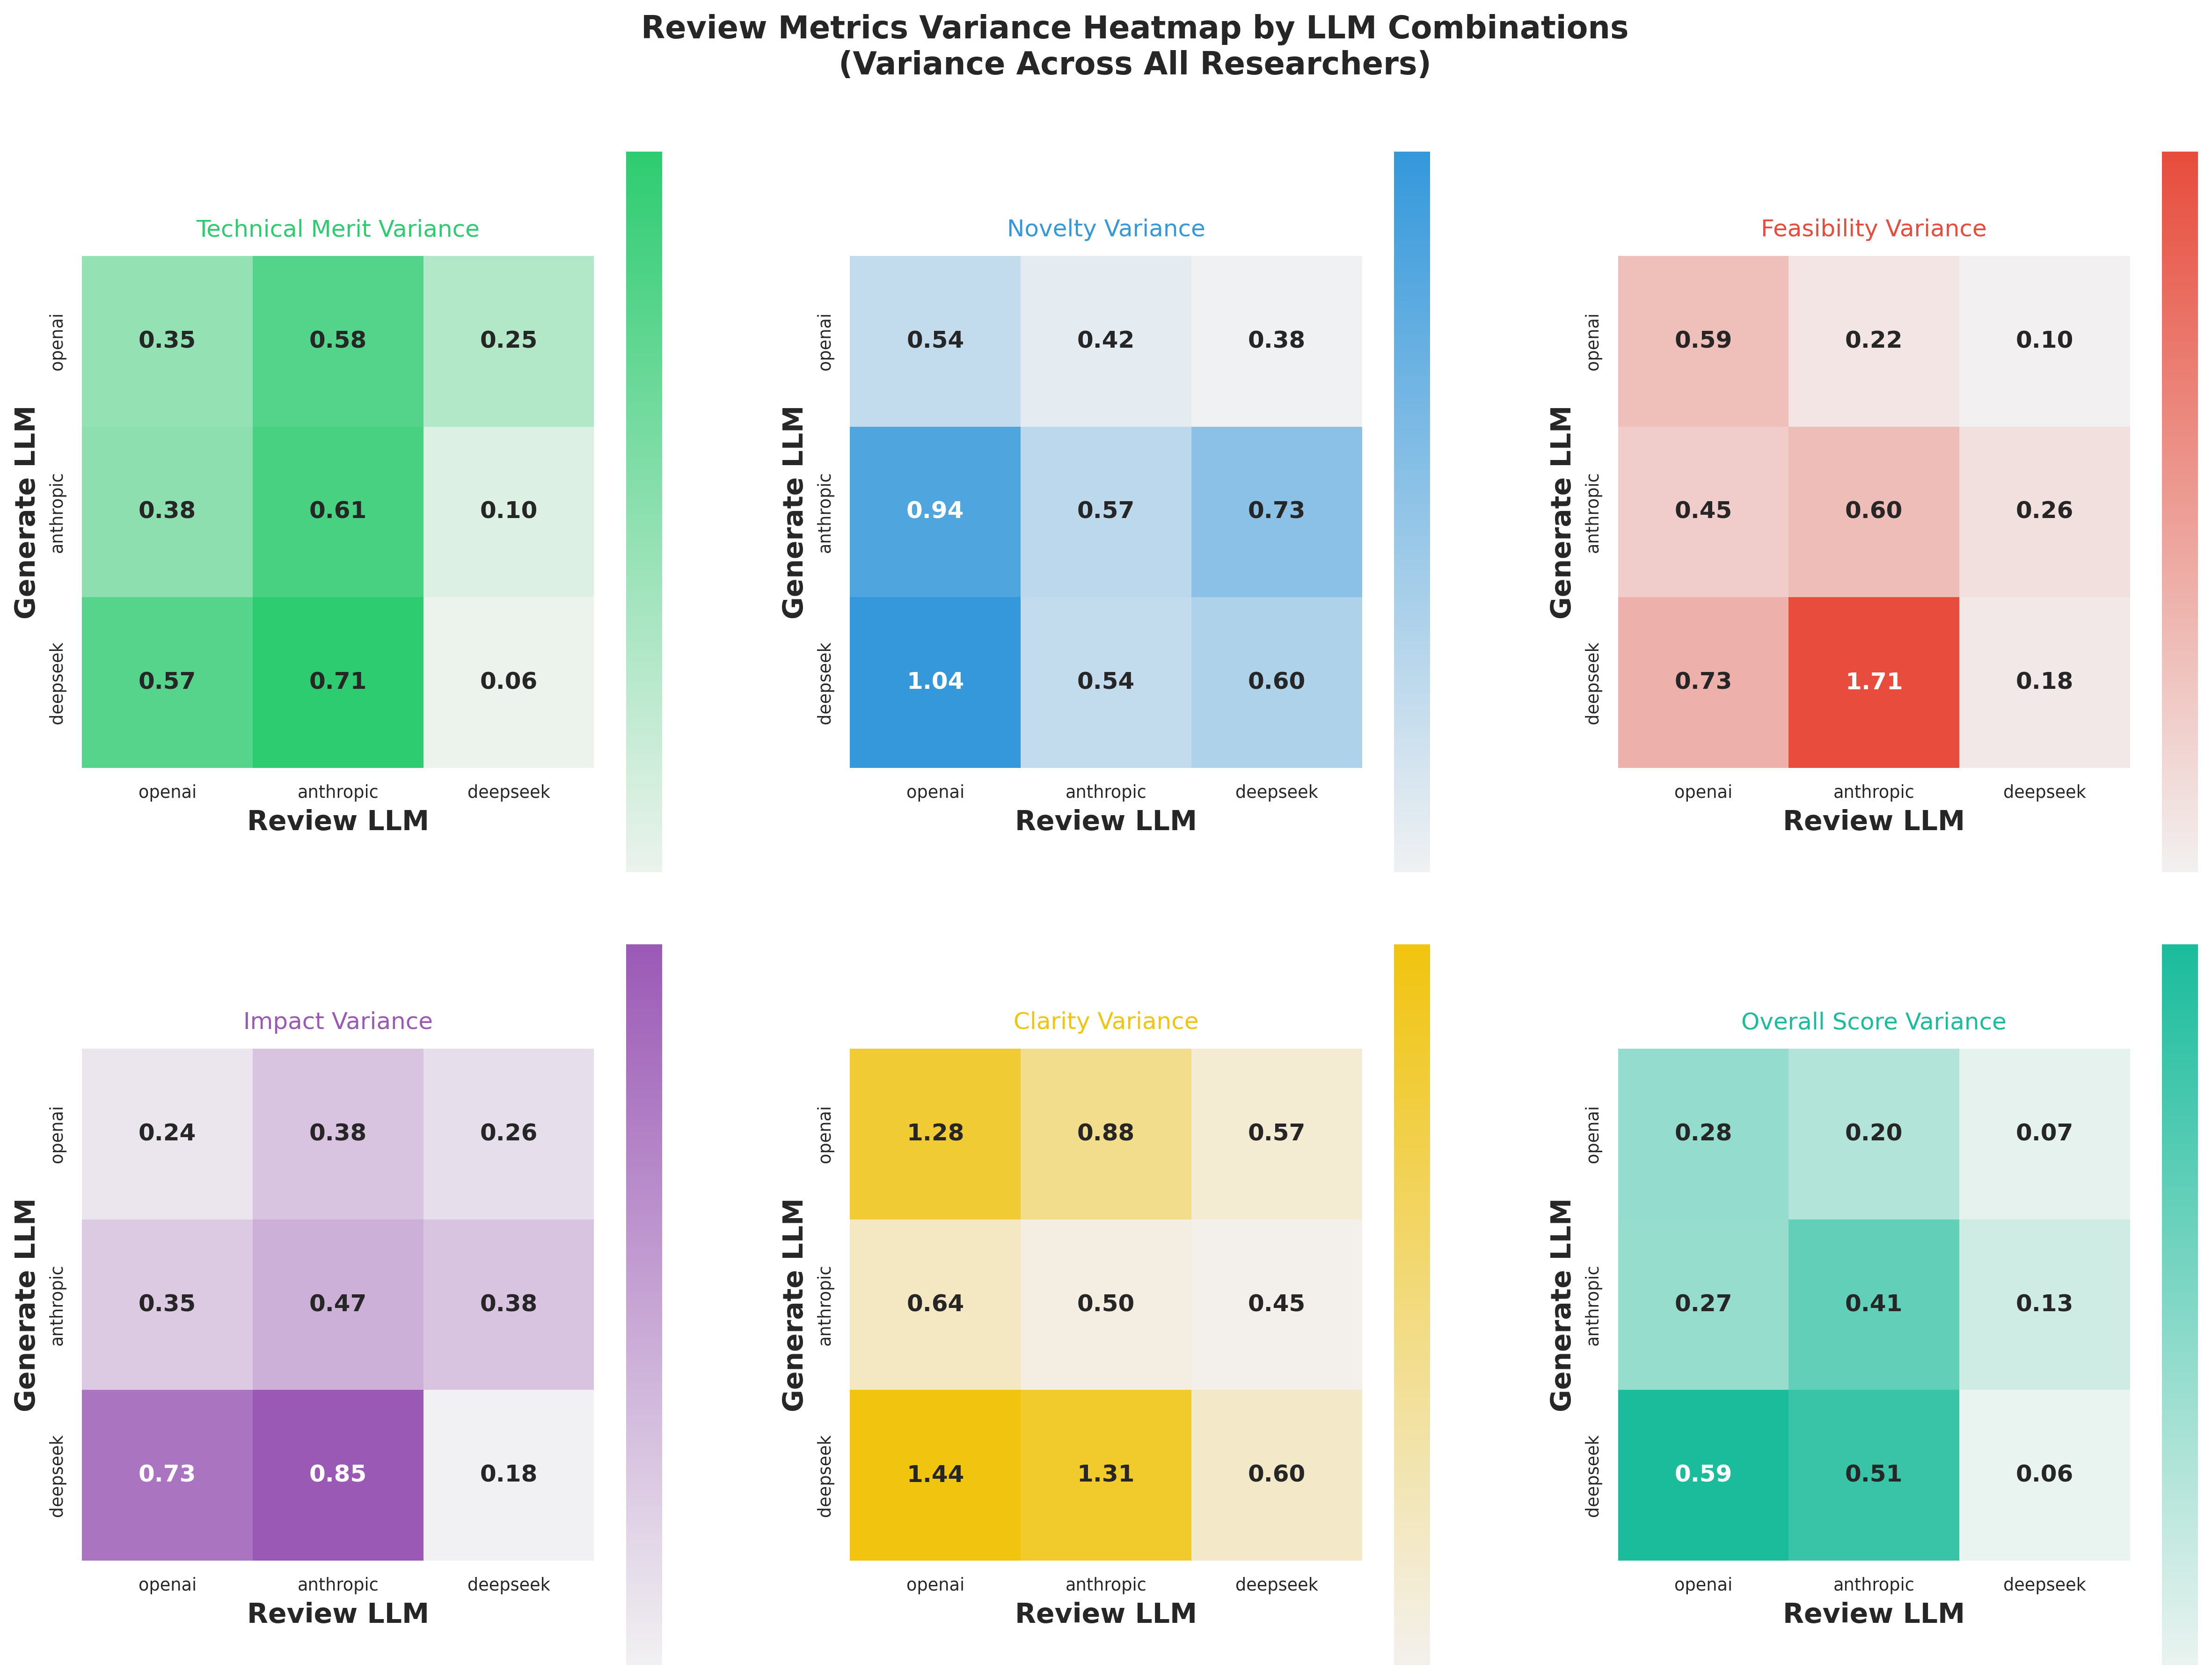 Review Metrics Variance Heatmap by LLM Combinations
(Variance Across All Researchers)
Technical Merit Variance
Generate LLM
openai
0.35 0.58 0.25
anthropic
0.38 0.61 0.10
deepseek
0.57 0.71 0.06
openai anthropic deepseek
Review LLM
Novelty Variance
Generate LLM
openai
0.54 0.42 0.38
anthropic
0.94 0.57 0.73
deepseek
1.04 0.54 0.60
openai anthropic deepseek
Review LLM
Feasibility Variance
Generate LLM
openai
0.59 0.22 0.10
anthropic
0.45 0.60 0.26
deepseek
0.73 1.71 0.18
openai anthropic deepseek
Review LLM
Impact Variance
Generate LLM
openai
0.24 0.38 0.26
anthropic
0.35 0.47 0.38
deepseek
0.73 0.85 0.18
openai anthropic deepseek
Review LLM
Clarity Variance
Generate LLM
openai
1.28 0.88 0.57
anthropic
0.64 0.50 0.45
deepseek
1.44 1.31 0.60
openai anthropic deepseek
Review LLM
Overall Score Variance
Generate LLM
openai
0.28 0.20 0.07
anthropic
0.27 0.41 0.13
deepseek
0.59 0.51 0.06
openai anthropic deepseek
Review LLM